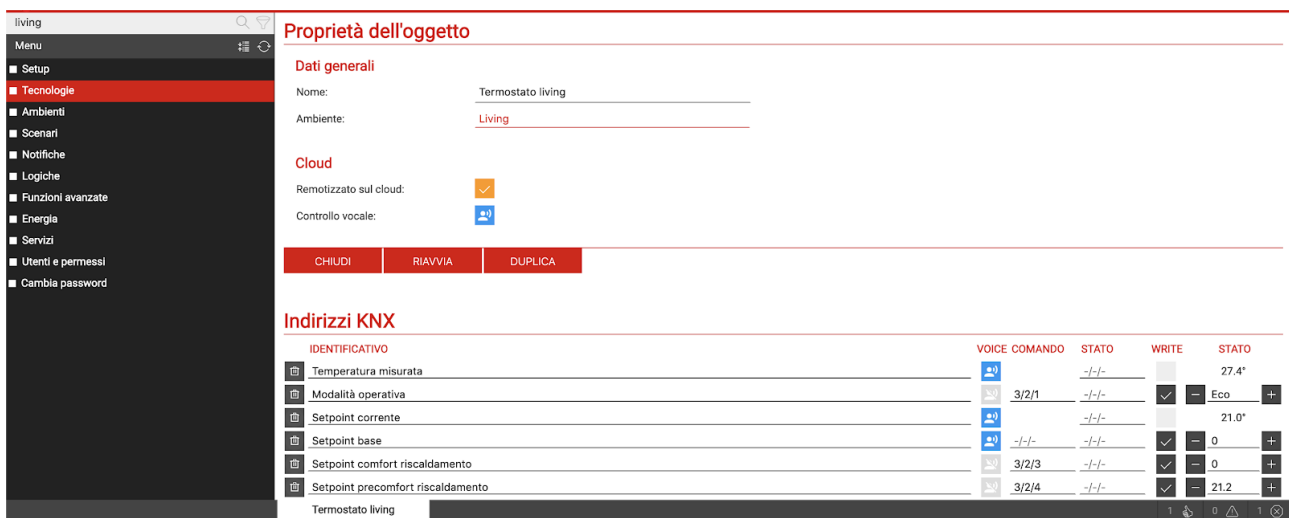 living
Menu
Setup
Tecnologie
Ambienti
Scenari
Notifiche
Logiche
Funzioni avanzate
Energia
Servizi
Utenti e permessi
Cambia password
Proprietà dell'oggetto
Dati generali
Nome: Termostato living
Ambiente: Living
Cloud
Remotizzato sul cloud:
Controllo vocale:
CHIUDI RIAVVIA DUPLICA
Indirizzi KNX
IDENTIFICATIVO VOICE COMANDO STATO WRITE STATO
Temperatura misurata -/-/- 27.4°
Modalità operativa 3/2/1 -/-/- Eco
Setpoint corrente -/-/- 21.0°
Setpoint base -/-/- -/-/- 0
Setpoint comfort riscaldamento 3/2/3 -/-/- 0
Setpoint precomfort riscaldamento 3/2/4 -/-/- 21.2
Termostato living 1 0 1